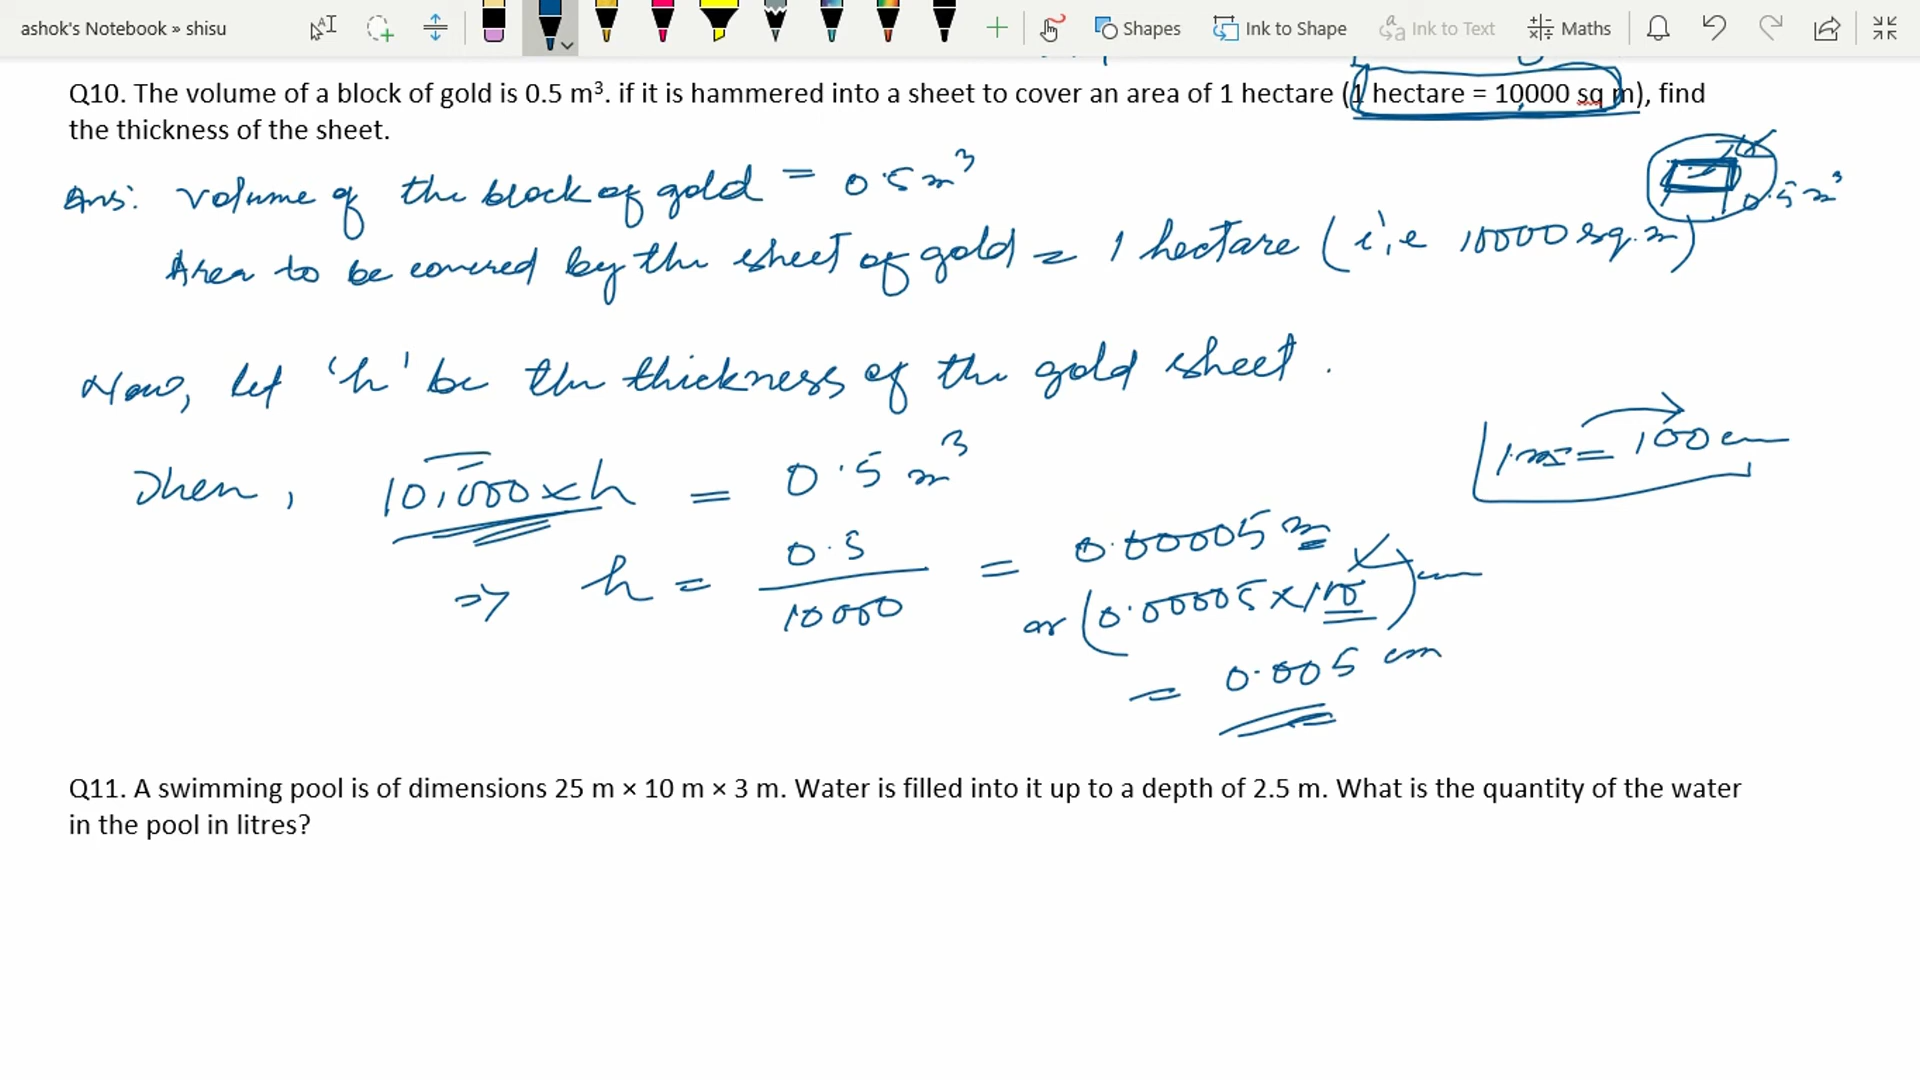 ashok's Notebook » shisu
Shapes Ink to Shape Ink to Text Maths
Q10. The volume of a block of gold is 0.5 m³. if it is hammered into a sheet to cover an area of 1 hectare (1 hectare = 10,000 sq m), find
the thickness of the sheet.
Ans: Volume of the block of gold = 0.5 m³
0.5 m³
Area to be covered by the sheet of gold = 1 hectare (i.e 10000 sq.m)
Now, let 'h' be the thickness of the gold sheet.
1 m = 100 cm
Then, 10,000 x h = 0.5 m³
⇒ h = 0.5 / 10000 = 0.00005 m
or (0.00005 x 100) cm
= 0.005 cm
Q11. A swimming pool is of dimensions 25 m × 10 m × 3 m. Water is filled into it up to a depth of 2.5 m. What is the quantity of the water
in the pool in litres?